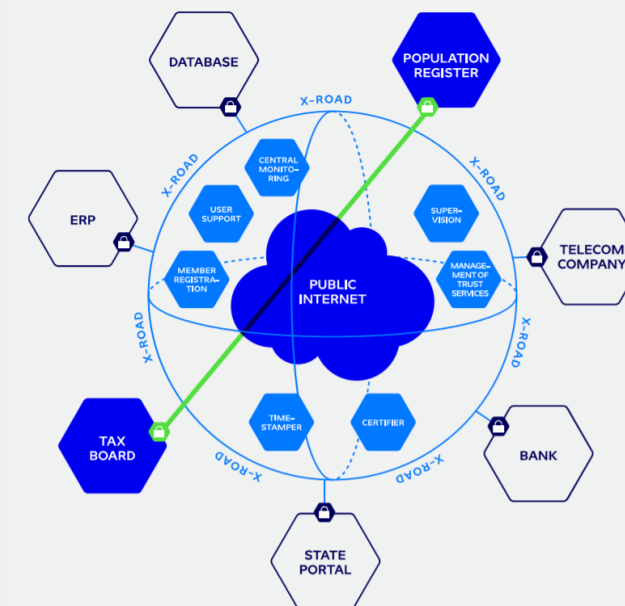 DATABASE
POPULATION
REGISTER
X-ROAD
X-ROAD
X-ROAD
CENTRAL
MONITO-
RING
USER
SUPPORT
SUPER-
VISION
ERP
MEMBER
REGISTRA-
TION
PUBLIC
INTERNET
MANAGE-
MENT OF
TRUST
SERVICES
TELECOM
COMPANY
X-ROAD
X-ROAD
TIME-
STAMPER
CERTIFIER
TAX
BOARD
BANK
X-ROAD
X-ROAD
STATE
PORTAL